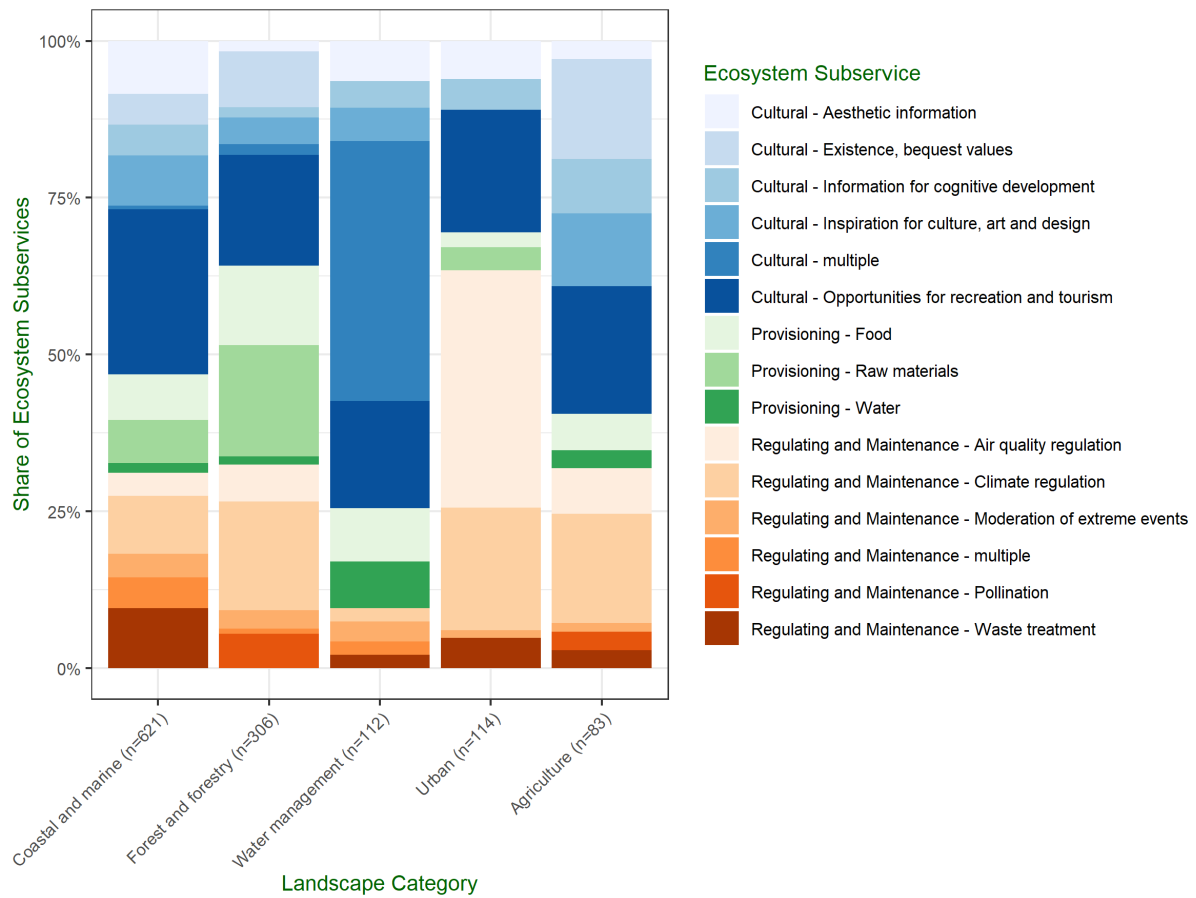 Share of Ecosystem Subservices
100%
75%
50%
25%
0%
Coastal and marine (n=621)
Forest and forestry (n=306)
Water management (n=112)
Urban (n=114)
Agriculture (n=83)
Landscape Category
Ecosystem Subservice
Cultural - Aesthetic information
Cultural - Existence, bequest values
Cultural - Information for cognitive development
Cultural - Inspiration for culture, art and design
Cultural - multiple
Cultural - Opportunities for recreation and tourism
Provisioning - Food
Provisioning - Raw materials
Provisioning - Water
Regulating and Maintenance - Air quality regulation
Regulating and Maintenance - Climate regulation
Regulating and Maintenance - Moderation of extreme events
Regulating and Maintenance - multiple
Regulating and Maintenance - Pollination
Regulating and Maintenance - Waste treatment